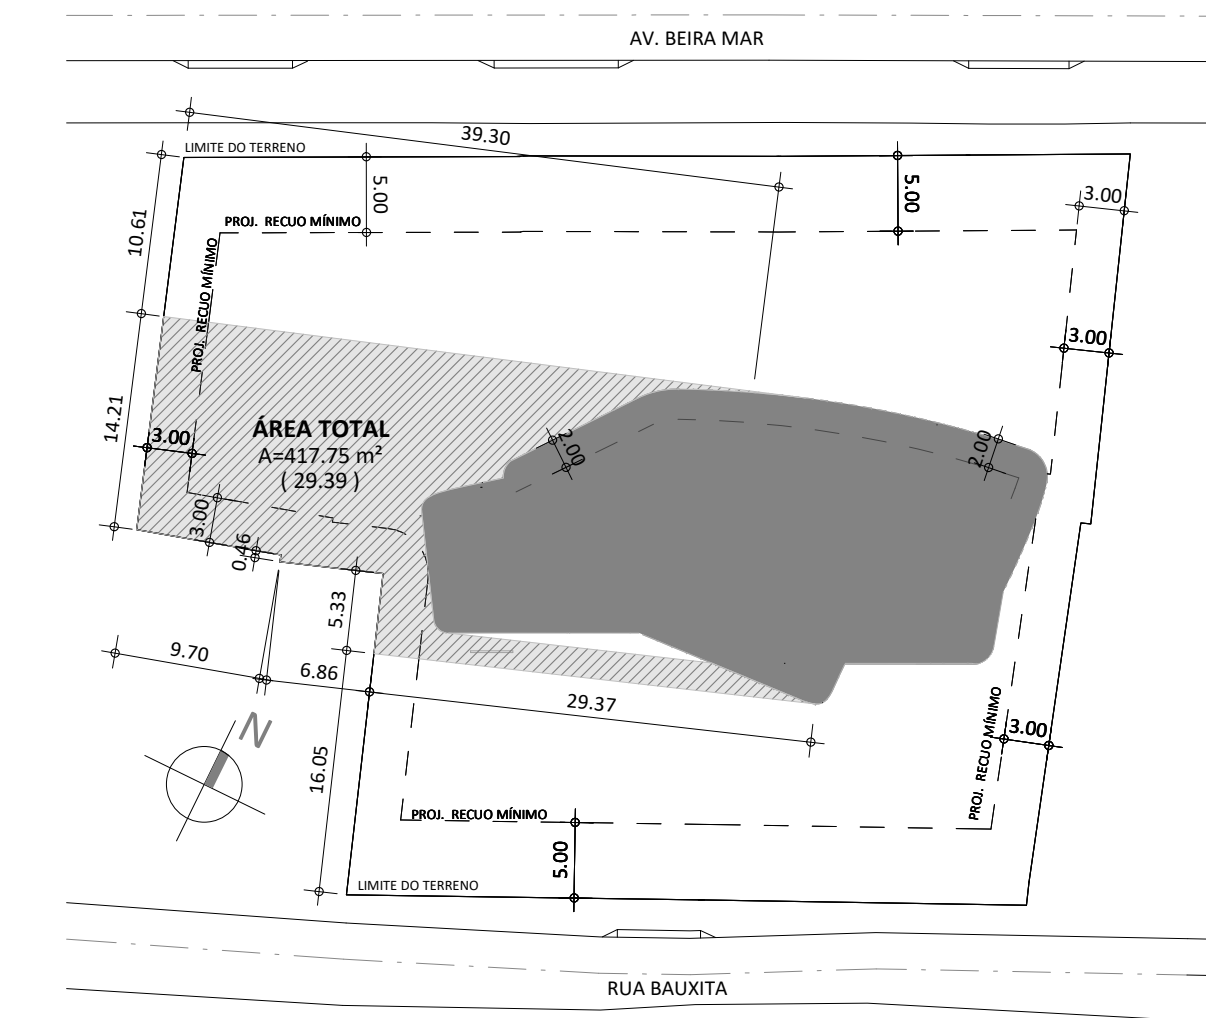 AV. BEIRA MAR
39.30
LIMITE DO TERRENO
5.00
5.00
3.00
10.61
PROJ. RECUO MÍNIMO
PROJ. RECUO MÍNIMO
3.00
14.21
3.00
ÁREA TOTAL
A=417.75 m²
( 29.39 )
2.00
2.00
3.00
0.46
5.33
9.70
6.86
29.37
N
16.05
PROJ. RECUO MÍNIMO
3.00
PROJ. RECUO MÍNIMO
5.00
LIMITE DO TERRENO
RUA BAUXITA